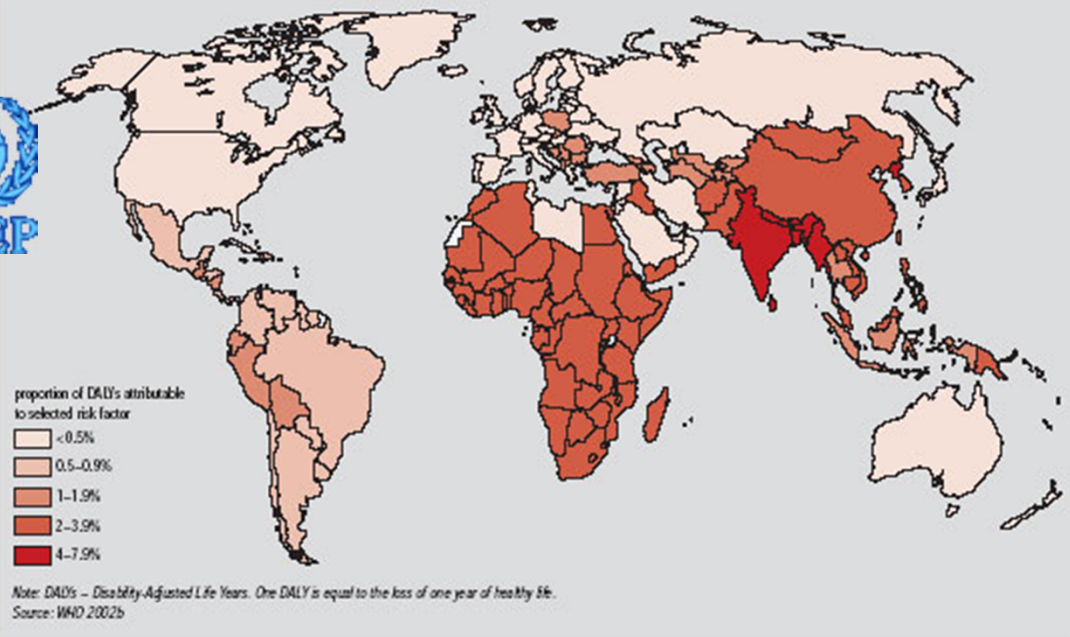 EP
proportion of DALYs attributable
to selected risk factor
<0.5%
0.5–0.9%
1–1.9%
2–3.9%
4–7.9%
Note: DALYs – Disability-Adjusted Life Years. One DALY is equal to the loss of one year of healthy life.
Source: WHO 2002b